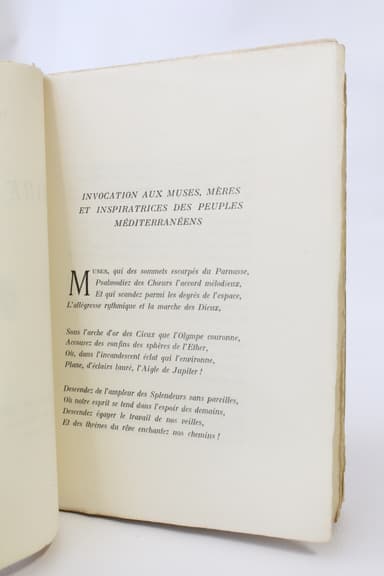 INVOCATION AUX MUSES, MÈRES
ET INSPIRATRICES DES PEUPLES
MÉDITERRANÉENS
MUSES, qui des sommets escarpés du Parnasse,
Psalmodiez des Chœurs l'accord mélodieux,
Et qui scandez parmi les degrés de l'espace,
L'allégresse rythmique et la marche des Dieux,
Sous l'arche d'or des Cieux que l'Olympe couronne,
Accourez des confins des sphères de l'Ether,
Où, dans l'incandescent éclat qui l'environne,
Plane, d'éclairs lauré, l'Aigle de Jupiter !
Descendez de l'ampleur des Splendeurs sans pareilles,
Où notre esprit se tend dans l'espoir des demains,
Descendez égayer le travail de nos veilles,
Et des thrènes du rêve enchantez nos chemins !